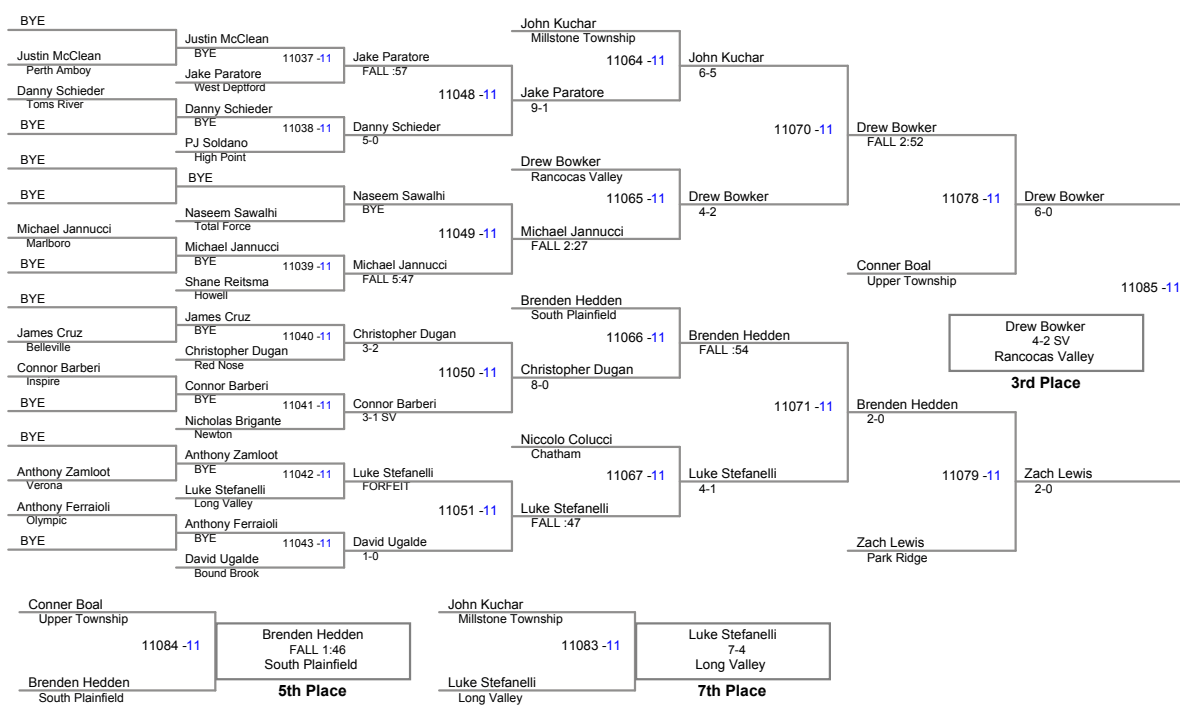 BYE
Justin McClean
Perth Amboy
Danny Schieder
Toms River
BYE
BYE
BYE
Michael Jannucci
Marlboro
BYE
BYE
James Cruz
Belleville
Connor Barberi
Inspire
BYE
BYE
Anthony Zamloot
Verona
Anthony Ferraioli
Olympic
BYE
Justin McClean
BYE
11037 -11
Jake Paratore
West Deptford
Danny Schieder
BYE
11038 -11
PJ Soldano
High Point
BYE
Naseem Sawalhi
Total Force
Michael Jannucci
BYE
11039 -11
Shane Reitsma
Howell
James Cruz
BYE
11040 -11
Christopher Dugan
Red Nose
Connor Barberi
BYE
11041 -11
Nicholas Brigante
Newton
Anthony Zamloot
BYE
11042 -11
Luke Stefanelli
Long Valley
Anthony Ferraioli
BYE
11043 -11
David Ugalde
Bound Brook
Jake Paratore
FALL :57
11048 -11
Danny Schieder
5-0
Naseem Sawalhi
BYE
11049 -11
Michael Jannucci
FALL 5:47
Christopher Dugan
3-2
11050 -11
Connor Barberi
3-1 SV
Luke Stefanelli
FORFEIT
11051 -11
David Ugalde
1-0
John Kuchar
Millstone Township
11064 -11
Jake Paratore
9-1
Drew Bowker
Rancocas Valley
11065 -11
Michael Jannucci
FALL 2:27
Brenden Hedden
South Plainfield
11066 -11
Christopher Dugan
8-0
Niccolo Colucci
Chatham
11067 -11
Luke Stefanelli
FALL :47
John Kuchar
6-5
11070 -11
Drew Bowker
4-2
Brenden Hedden
FALL :54
11071 -11
Luke Stefanelli
4-1
Drew Bowker
FALL 2:52
11078 -11
Conner Boal
Upper Township
Brenden Hedden
2-0
11079 -11
Zach Lewis
Park Ridge
Drew Bowker
6-0
11085 -11
Drew Bowker
4-2 SV
Rancocas Valley
3rd Place
Zach Lewis
2-0
Conner Boal
Upper Township
11084 -11
Brenden Hedden
South Plainfield
Brenden Hedden
FALL 1:46
South Plainfield
5th Place
John Kuchar
Millstone Township
11083 -11
Luke Stefanelli
Long Valley
Luke Stefanelli
7-4
Long Valley
7th Place